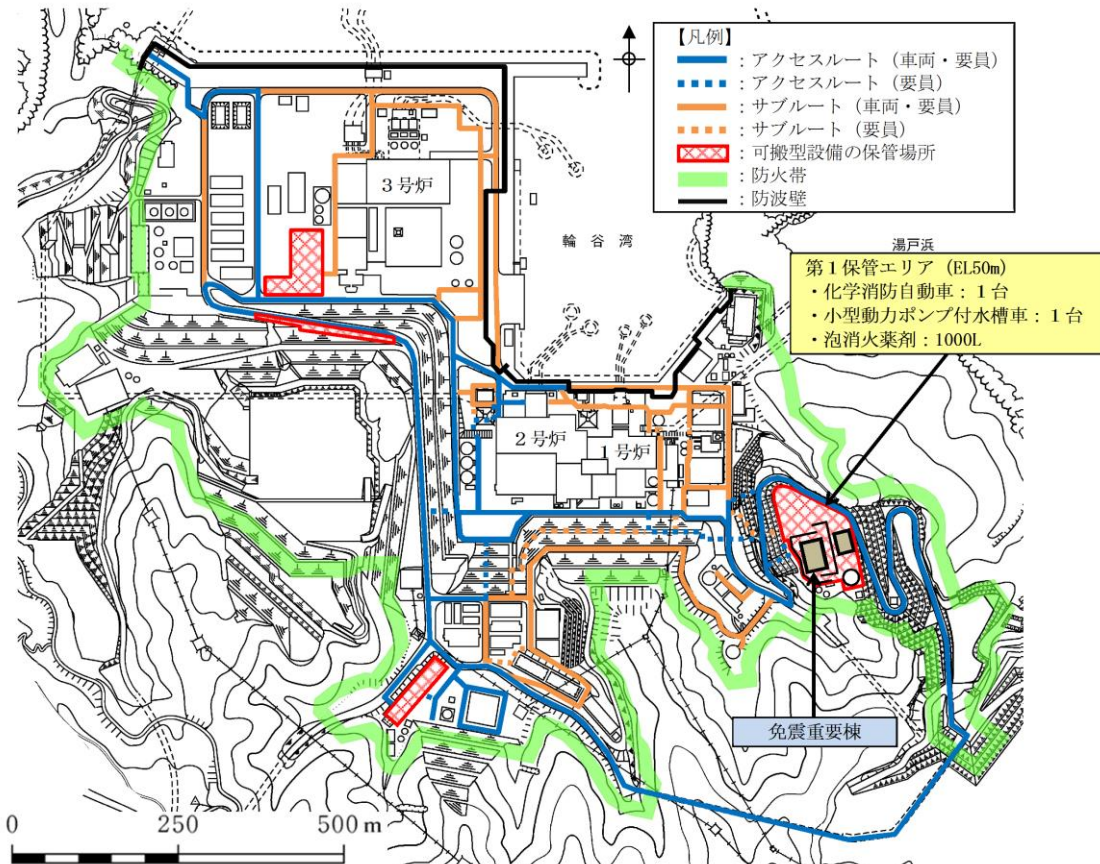 【凡例】
：アクセスルート（車両・要員）
：アクセスルート（要員）
：サブルート（車両・要員）
：サブルート（要員）
：可搬型設備の保管場所
：防火帯
：防波壁
3号炉
輪谷湾
湯戸浜
第１保管エリア（EL50m）
・化学消防自動車：１台
・小型動力ポンプ付水槽車：１台
・泡消火薬剤：1000L
2号炉
1号炉
免震重要棟
0 250 500 m